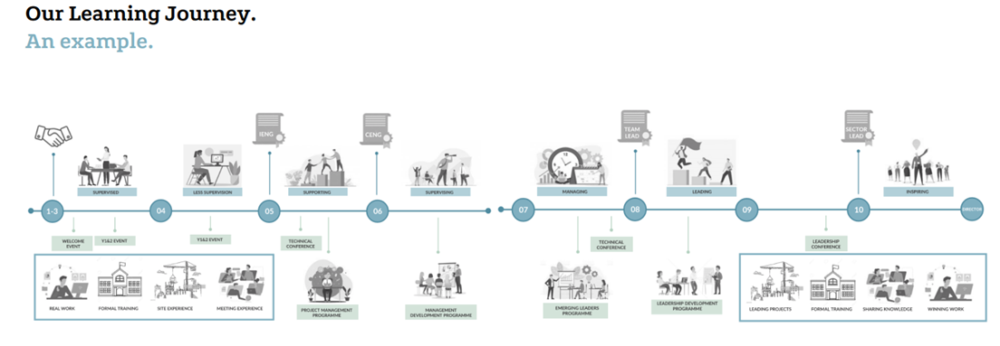 Our Learning Journey.
An example.
IENG
CENG
TEAM
LEAD
SECTOR
LEAD
SUPERVISED
LESS SUPERVISION
SUPPORTING
SUPERVISING
MANAGING
LEADING
INSPIRING
1-3
04
05
06
07
08
09
10
DIRECTOR
WELCOME
EVENT
Y1&2 EVENT
Y1&2 EVENT
TECHNICAL
CONFERENCE
TECHNICAL
CONFERENCE
LEADERSHIP
CONFERENCE
REAL WORK
FORMAL TRAINING
SITE EXPERIENCE
MEETING EXPERIENCE
PROJECT MANAGEMENT
PROGRAMME
MANAGEMENT
DEVELOPMENT PROGRAMME
EMERGING LEADERS
PROGRAMME
LEADERSHIP DEVELOPMENT
PROGRAMME
LEADING PROJECTS
FORMAL TRAINING
SHARING KNOWLEDGE
WINNING WORK